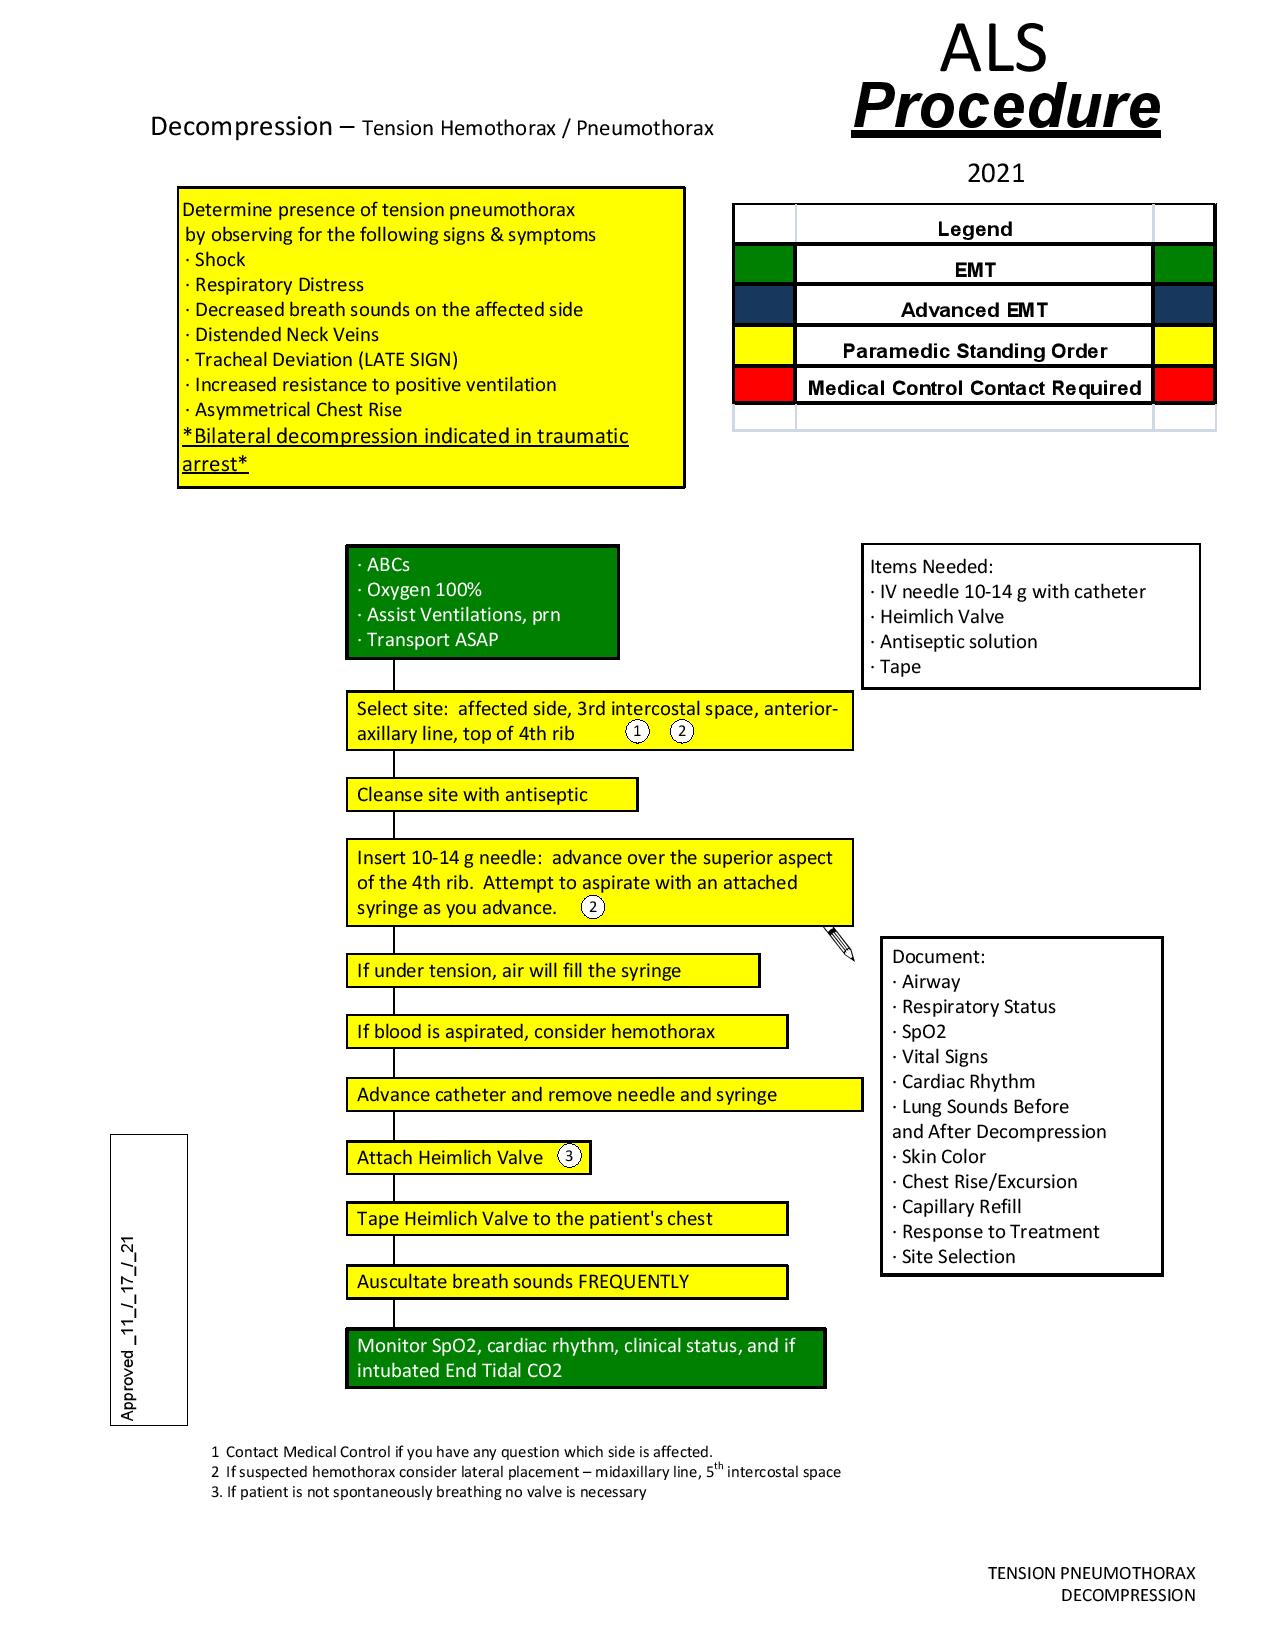 ALS
Procedure
Decompression – Tension Hemothorax / Pneumothorax
2021
Determine presence of tension pneumothorax
by observing for the following signs & symptoms
· Shock
· Respiratory Distress
· Decreased breath sounds on the affected side
· Distended Neck Veins
· Tracheal Deviation (LATE SIGN)
· Increased resistance to positive ventilation
· Asymmetrical Chest Rise
*Bilateral decompression indicated in traumatic
arrest*
Legend
EMT
Advanced EMT
Paramedic Standing Order
Medical Control Contact Required
· ABCs
· Oxygen 100%
· Assist Ventilations, prn
· Transport ASAP
Items Needed:
· IV needle 10-14 g with catheter
· Heimlich Valve
· Antiseptic solution
· Tape
Select site:  affected side, 3rd intercostal space, anterior-
axillary line, top of 4th rib 1 2
Cleanse site with antiseptic
Insert 10-14 g needle:  advance over the superior aspect
of the 4th rib.  Attempt to aspirate with an attached
syringe as you advance. 2
If under tension, air will fill the syringe
If blood is aspirated, consider hemothorax
Advance catheter and remove needle and syringe
Attach Heimlich Valve 3
Tape Heimlich Valve to the patient's chest
Auscultate breath sounds FREQUENTLY
Monitor SpO2, cardiac rhythm, clinical status, and if
intubated End Tidal CO2
Document:
· Airway
· Respiratory Status
· SpO2
· Vital Signs
· Cardiac Rhythm
· Lung Sounds Before
and After Decompression
· Skin Color
· Chest Rise/Excursion
· Capillary Refill
· Response to Treatment
· Site Selection
Approved _11_/_17_/_21
1 Contact Medical Control if you have any question which side is affected.
2 If suspected hemothorax consider lateral placement – midaxillary line, 5th intercostal space
3. If patient is not spontaneously breathing no valve is necessary
TENSION PNEUMOTHORAX
DECOMPRESSION